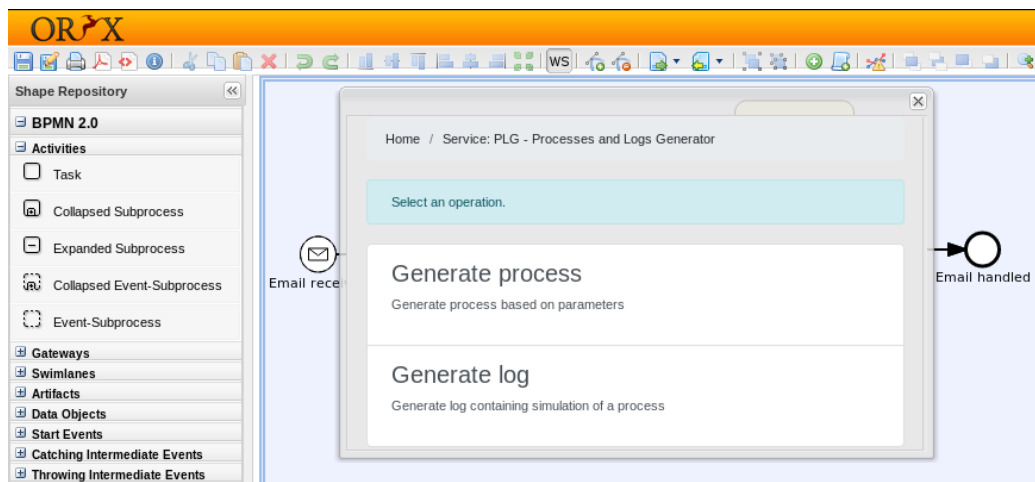 ORYX
WS
Shape Repository
BPMN 2.0
Activities
Task
Collapsed Subprocess
Expanded Subprocess
Collapsed Event-Subprocess
Event-Subprocess
Gateways
Swimlanes
Artifacts
Data Objects
Start Events
Catching Intermediate Events
Throwing Intermediate Events
Email rece
Home / Service: PLG - Processes and Logs Generator
Select an operation.
Generate process
Generate process based on parameters
Generate log
Generate log containing simulation of a process
Email handled